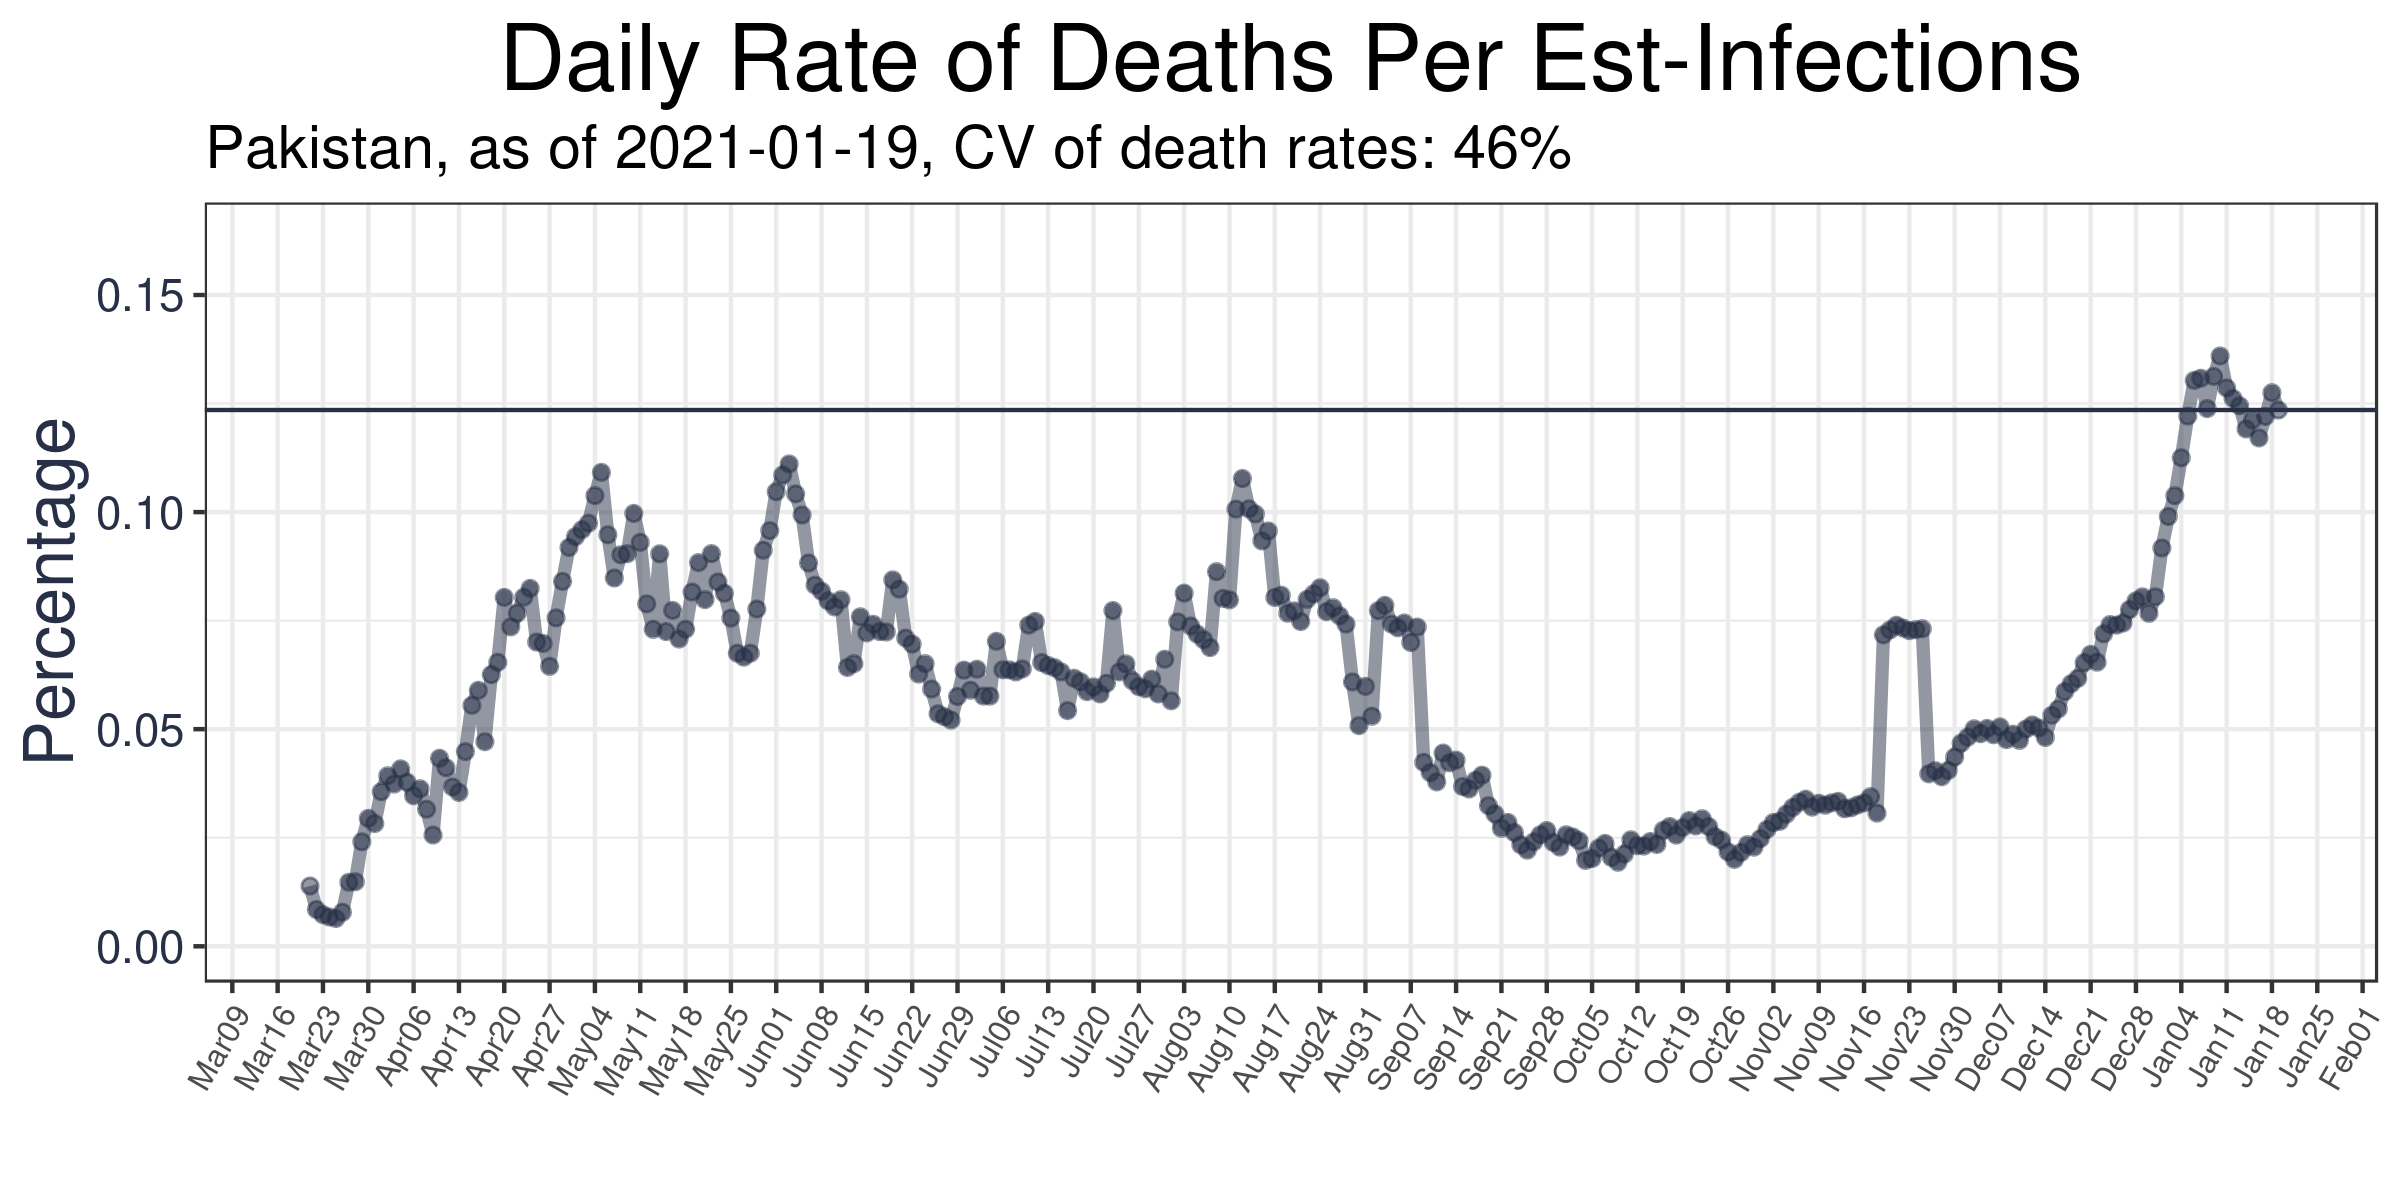 Daily Rate of Deaths Per Est-Infections
Pakistan, as of 2021-01-19, CV of death rates: 46%
Percentage
0.15
0.10
0.05
0.00
Mar09
Mar16
Mar23
Mar30
Apr06
Apr13
Apr20
Apr27
May04
May11
May18
May25
Jun01
Jun08
Jun15
Jun22
Jun29
Jul06
Jul13
Jul20
Jul27
Aug03
Aug10
Aug17
Aug24
Aug31
Sep07
Sep14
Sep21
Sep28
Oct05
Oct12
Oct19
Oct26
Nov02
Nov09
Nov16
Nov23
Nov30
Dec07
Dec14
Dec21
Dec28
Jan04
Jan11
Jan18
Jan25
Feb01